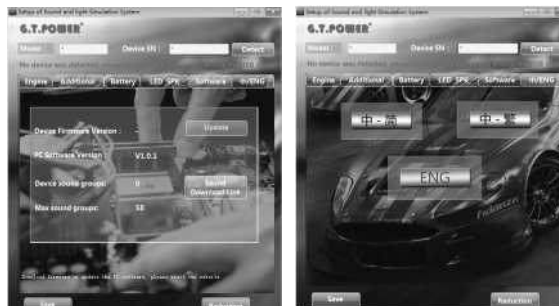 Setup of Sound and light Simulation System
G.T.POWER®
Model : * Device SN : * Detect
No device was detected
Engine Additional Battery LED SPK Software 中/ENG
Device Firmware Version : - Update
PC Software Version : V1.0.1
Device sound groups: 0 Sound
Download Link
Max sound groups: 50
Save Reduction
Setup of Sound and light Simulation System
G.T.POWER®
Model : * Device SN : * Detect
No device was detected
Engine Additional Battery LED SPK Software 中/ENG
中 - 简 中 - 繁
ENG
Save Reduction